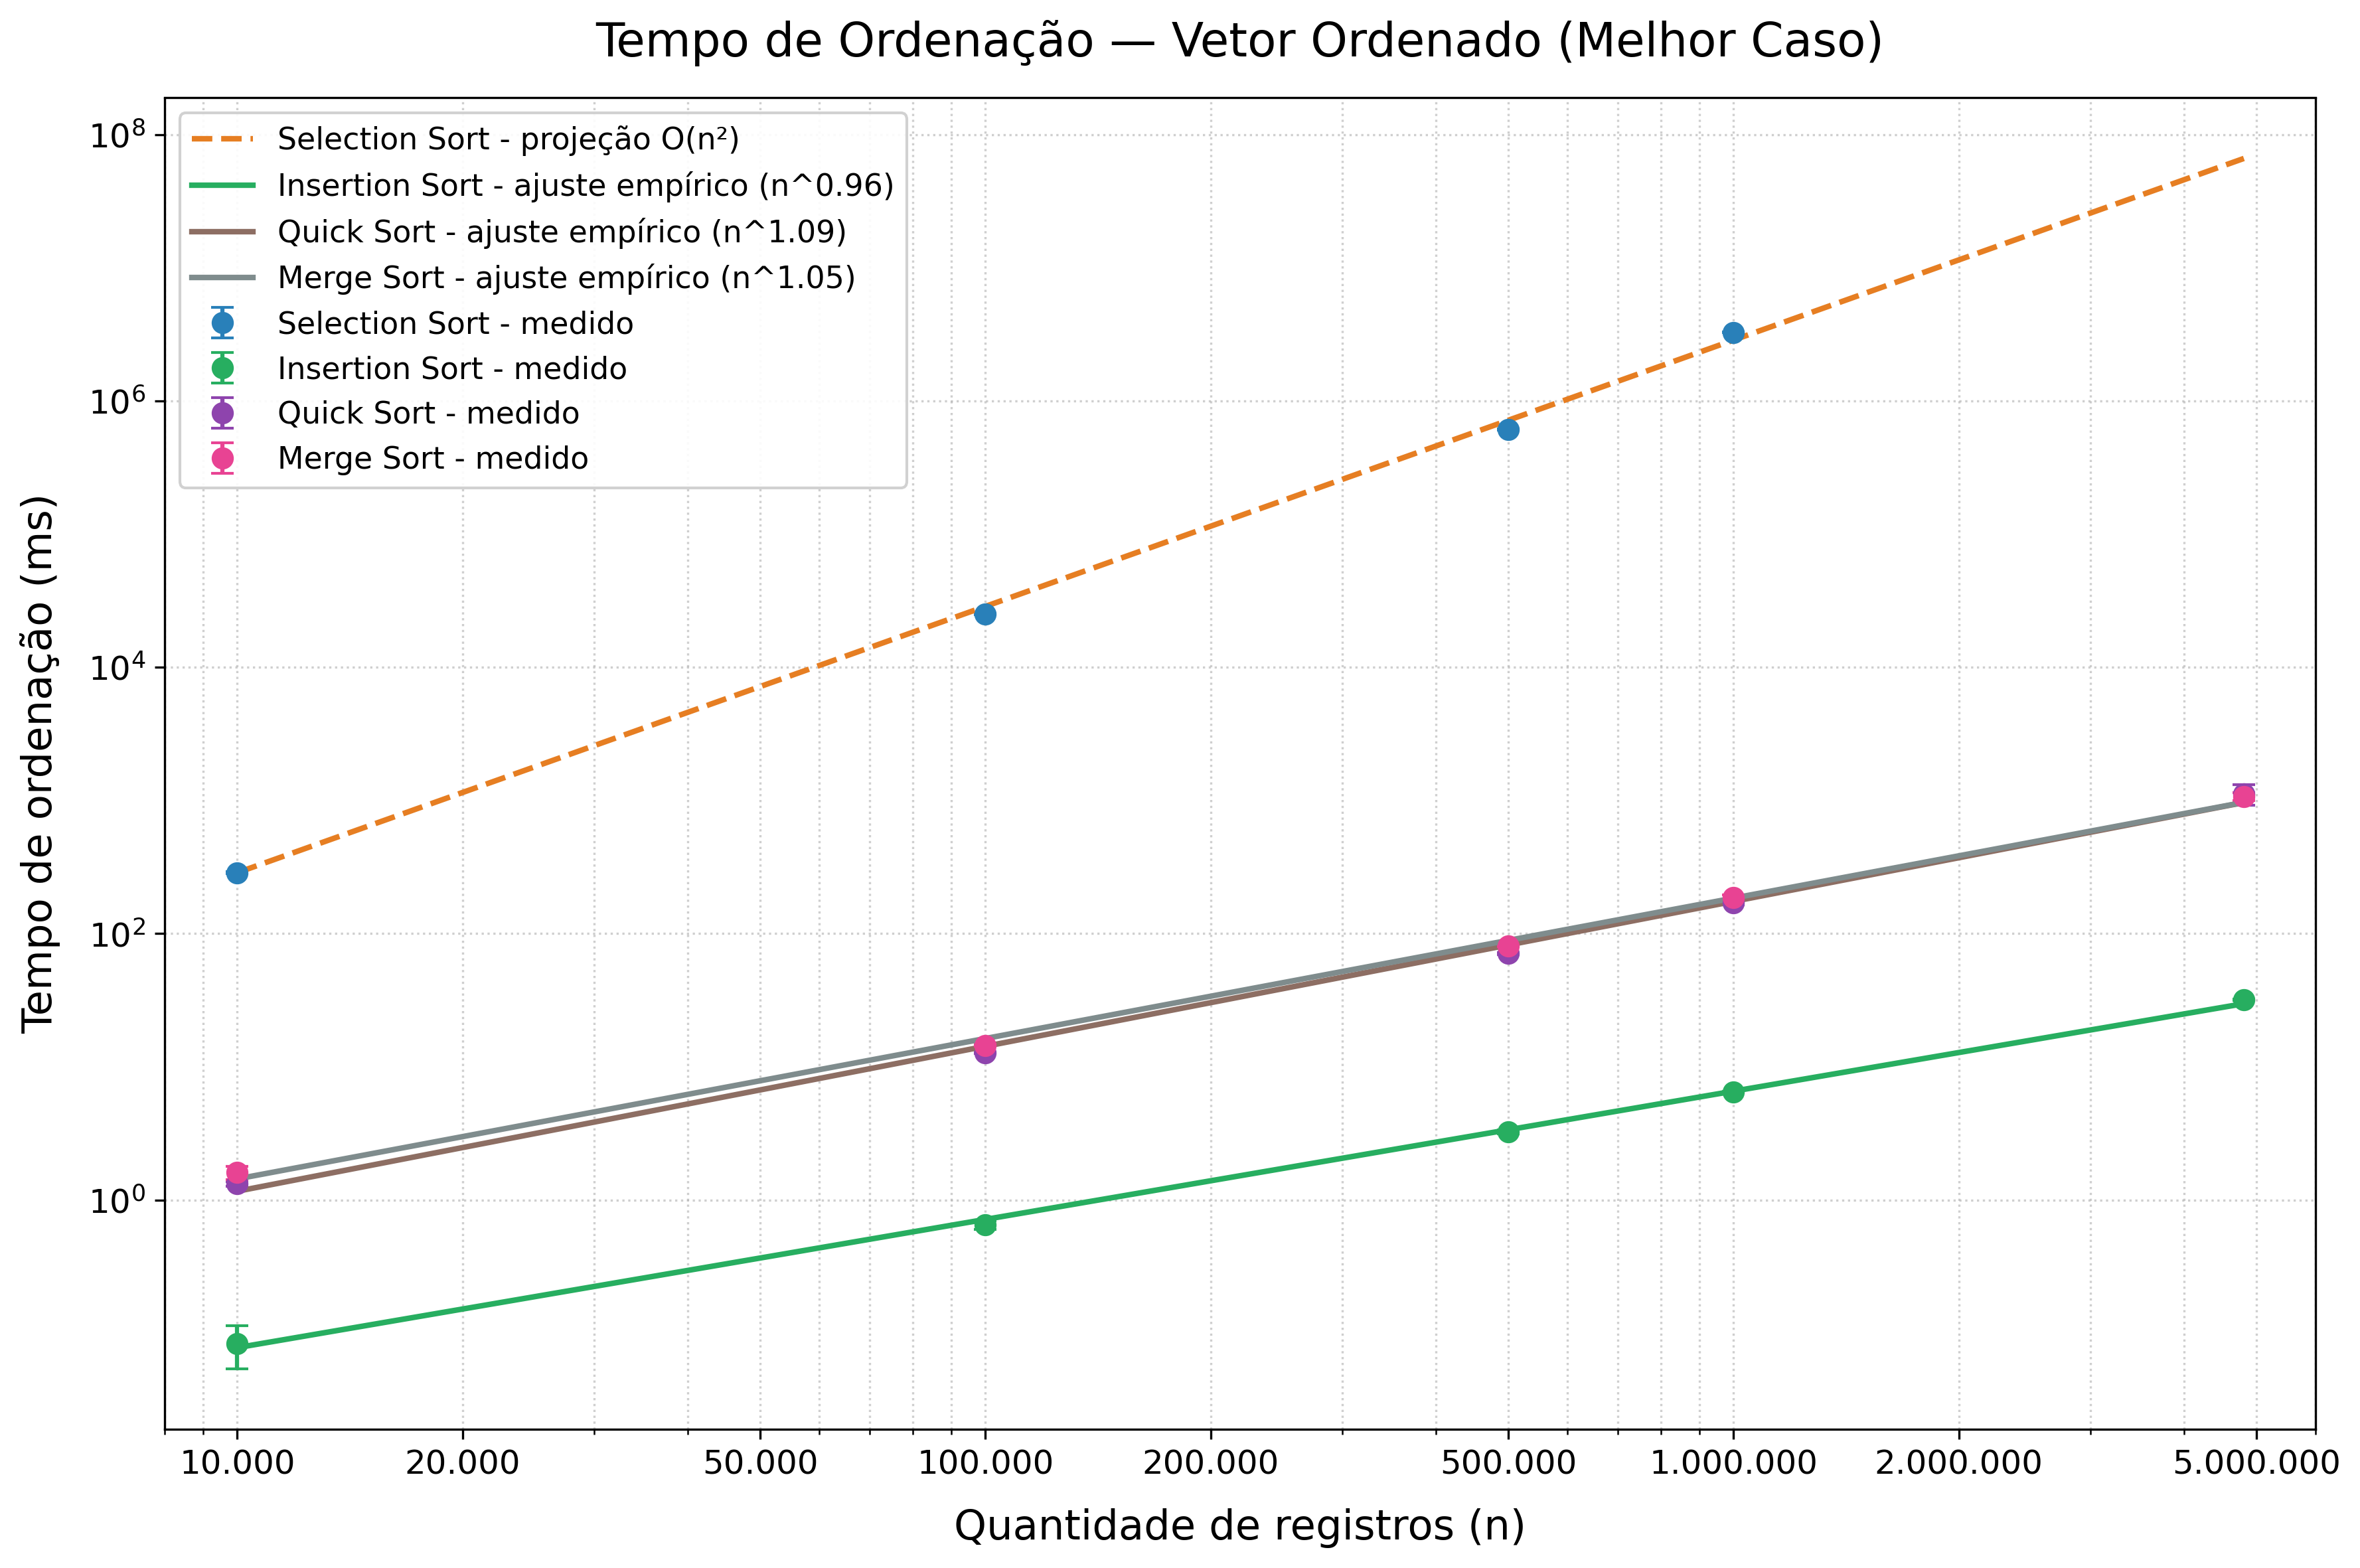 Tempo de Ordenação — Vetor Ordenado (Melhor Caso)
Selection Sort - projeção O(n²)
Insertion Sort - ajuste empírico (n^0.96)
Quick Sort - ajuste empírico (n^1.09)
Merge Sort - ajuste empírico (n^1.05)
Selection Sort - medido
Insertion Sort - medido
Quick Sort - medido
Merge Sort - medido
Tempo de ordenação (ms)
10⁸
10⁶
10⁴
10²
10⁰
10.000 20.000 50.000 100.000 200.000 500.000 1.000.000 2.000.000 5.000.000
Quantidade de registros (n)